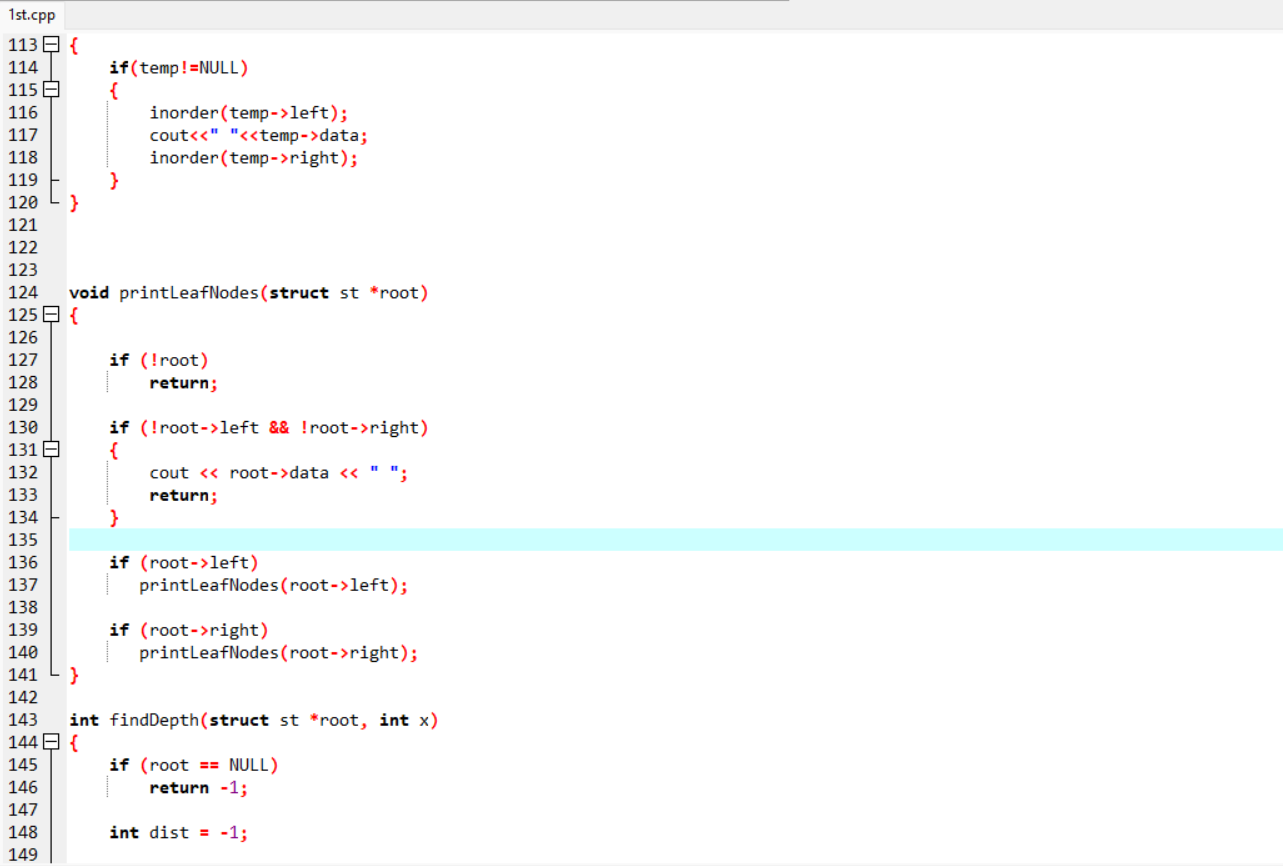 1st.cpp
113 {
114     if(temp!=NULL)
115     {
116         inorder(temp->left);
117         cout<<" "<<temp->data;
118         inorder(temp->right);
119     }
120 }
121
122
123
124 void printLeafNodes(struct st *root)
125 {
126
127     if (!root)
128         return;
129
130     if (!root->left && !root->right)
131     {
132         cout << root->data << " ";
133         return;
134     }
135
136     if (root->left)
137        printLeafNodes(root->left);
138
139     if (root->right)
140        printLeafNodes(root->right);
141 }
142
143 int findDepth(struct st *root, int x)
144 {
145     if (root == NULL)
146         return -1;
147
148     int dist = -1;
149